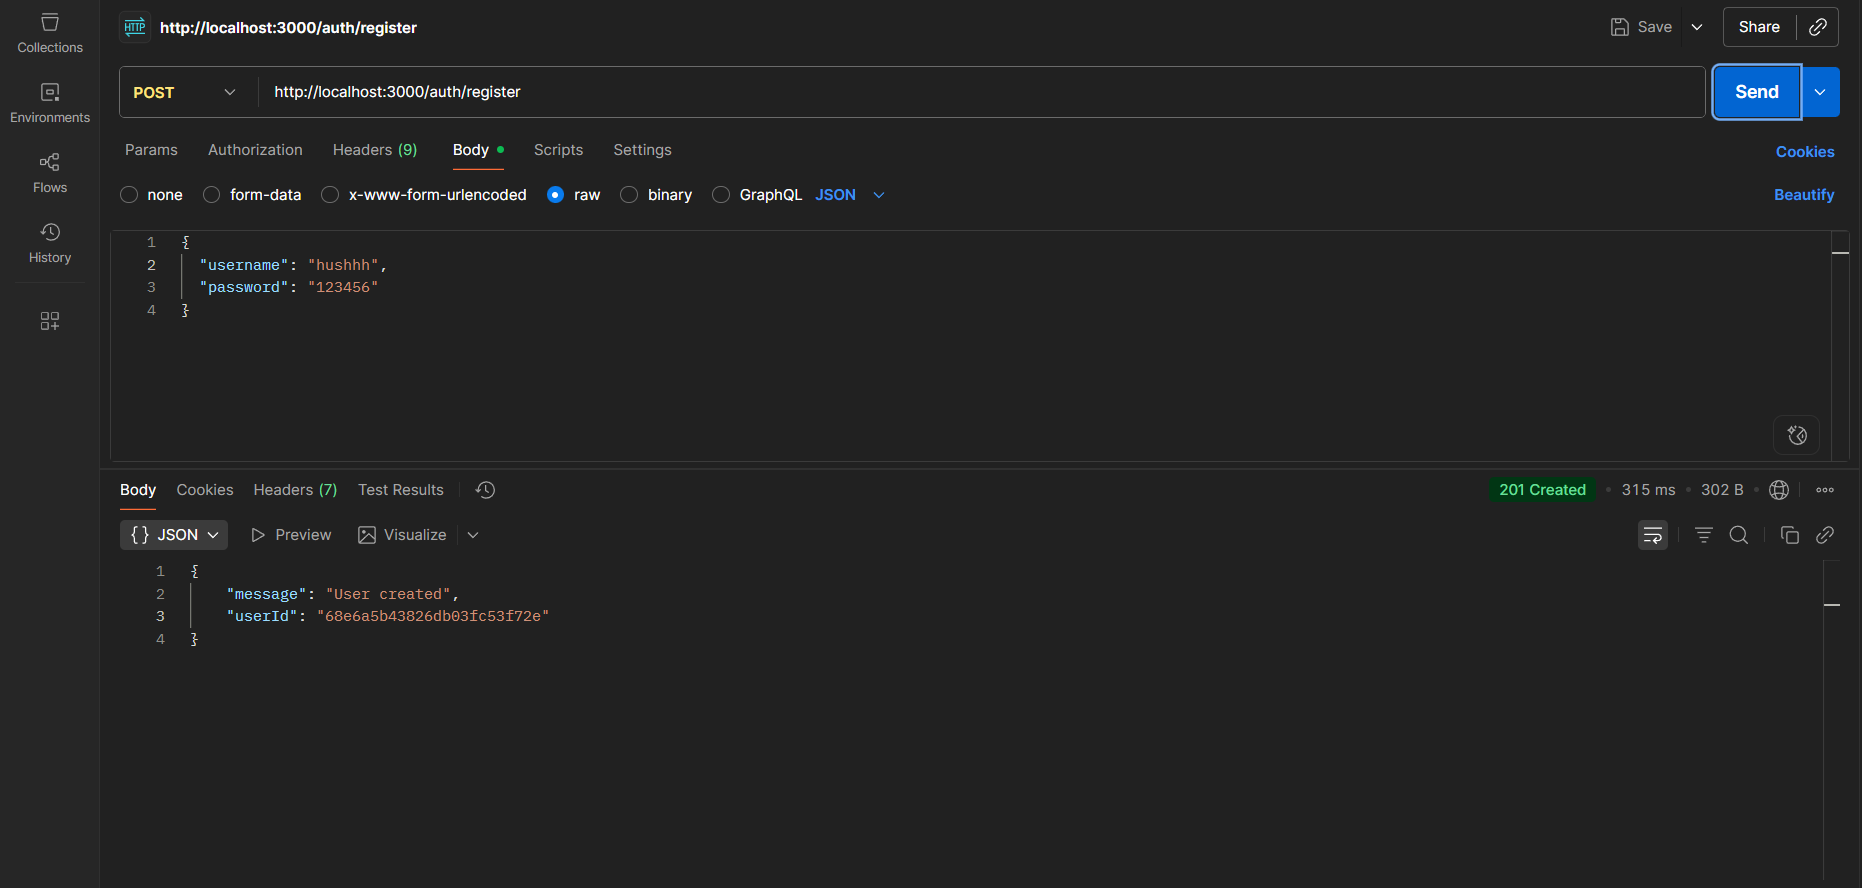 Collections
Environments
Flows
History
HTTP http://localhost:3000/auth/register Save Share
POST http://localhost:3000/auth/register Send
Params Authorization Headers (9) Body Scripts Settings Cookies
none form-data x-www-form-urlencoded raw binary GraphQL JSON Beautify
1 {
2 "username": "hushhh",
3 "password": "123456"
4 }
Body Cookies Headers (7) Test Results 201 Created • 315 ms • 302 B •
{} JSON Preview Visualize
1 {
2 "message": "User created",
3 "userId": "68e6a5b43826db03fc53f72e"
4 }